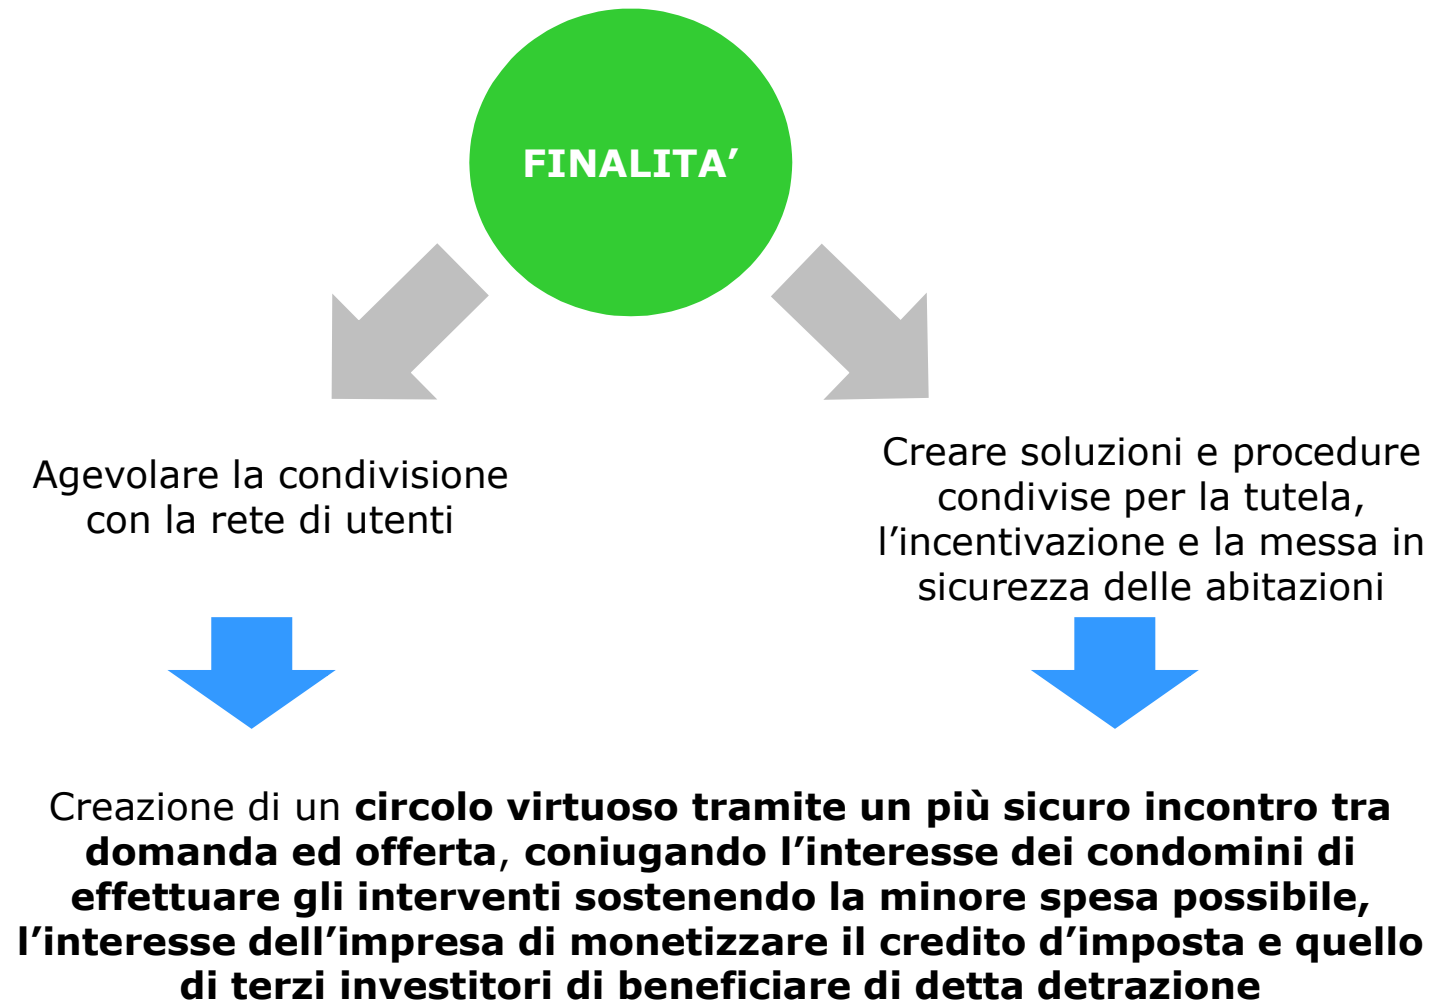 FINALITA’
Agevolare la condivisione
con la rete di utenti
Creare soluzioni e procedure
condivise per la tutela,
l’incentivazione e la messa in
sicurezza delle abitazioni
Creazione di un circolo virtuoso tramite un più sicuro incontro tra
domanda ed offerta, coniugando l’interesse dei condomini di
effettuare gli interventi sostenendo la minore spesa possibile,
l’interesse dell’impresa di monetizzare il credito d’imposta e quello
di terzi investitori di beneficiare di detta detrazione